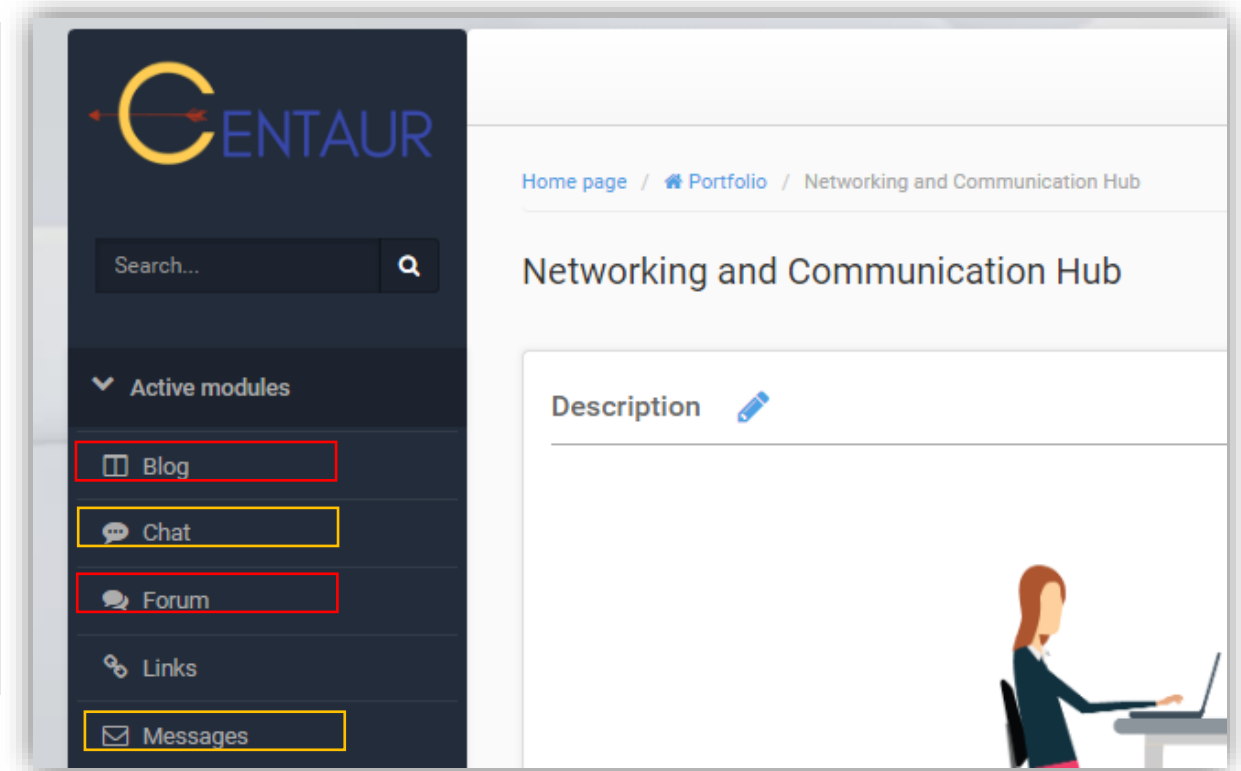 CENTAUR
Search...
Active modules
Blog
Chat
Forum
Links
Messages
Home page / Portfolio / Networking and Communication Hub
Networking and Communication Hub
Description